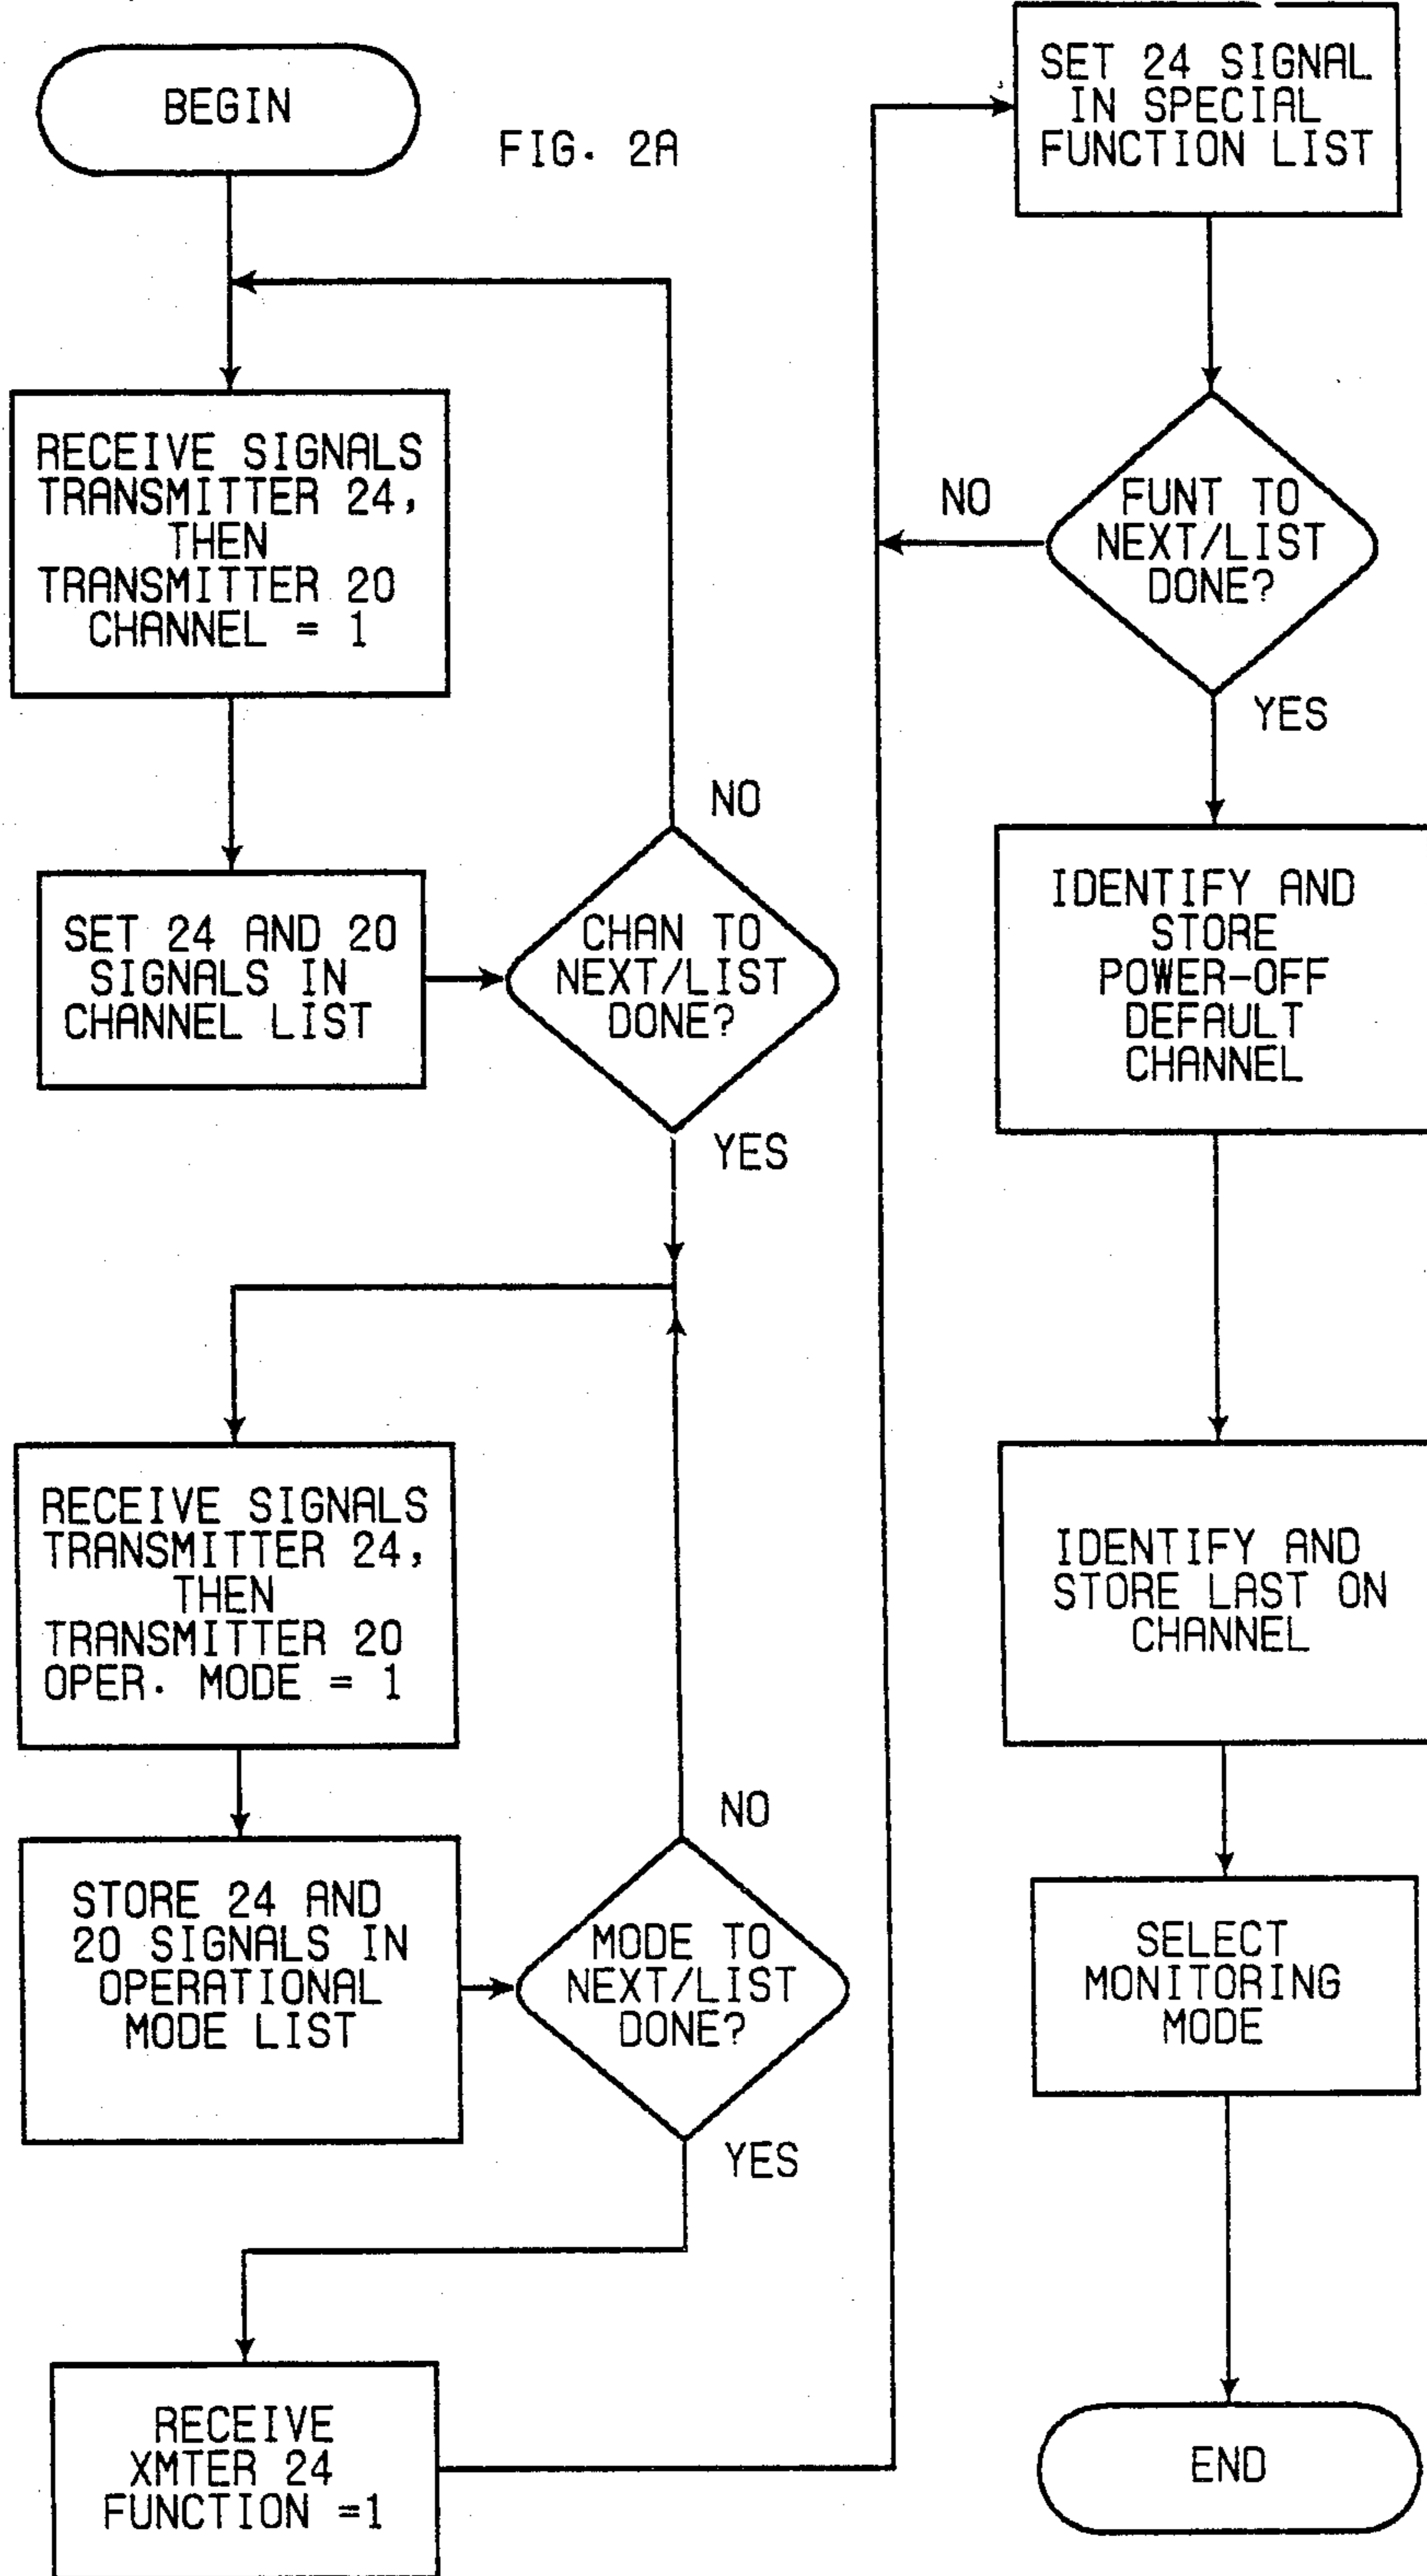 BEGIN
FIG. 2A
RECEIVE SIGNALS
TRANSMITTER 24,
THEN
TRANSMITTER 20
CHANNEL = 1
SET 24 AND 20
SIGNALS IN
CHANNEL LIST
NO
CHAN TO
NEXT/LIST
DONE?
YES
RECEIVE SIGNALS
TRANSMITTER 24,
THEN
TRANSMITTER 20
OPER. MODE = 1
STORE 24 AND
20 SIGNALS IN
OPERATIONAL
MODE LIST
NO
MODE TO
NEXT/LIST
DONE?
YES
RECEIVE
XMTER 24
FUNCTION =1
SET 24 SIGNAL
IN SPECIAL
FUNCTION LIST
NO
FUNT TO
NEXT/LIST
DONE?
YES
IDENTIFY AND
STORE
POWER-OFF
DEFAULT
CHANNEL
IDENTIFY AND
STORE LAST ON
CHANNEL
SELECT
MONITORING
MODE
END